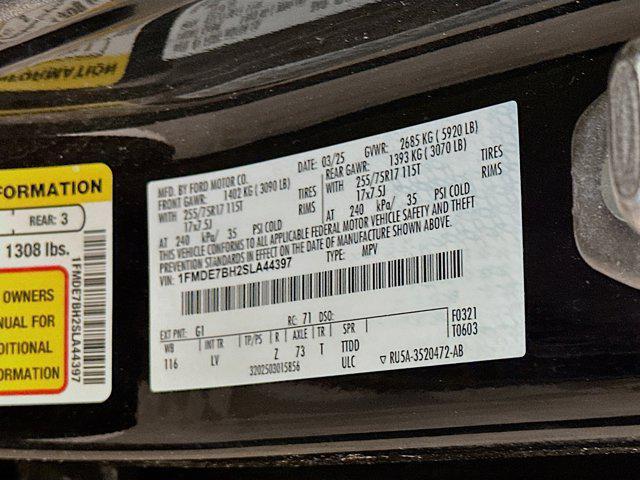 FORMATION
REAR: 3
1308 lbs.
OWNERS
NUAL FOR
DITIONAL
FORMATION
1FMDE7BH2SLA44397
MFD. BY FORD MOTOR CO.
DATE: 03/25
GVWR: 2685 KG ( 5920 LB)
FRONT GAWR: 1402 KG ( 3090 LB)
REAR GAWR: 1393 KG ( 3070 LB)
WITH 255/75R17 115T TIRES
WITH 255/75R17 115T TIRES
17x7.5J RIMS
17x7.5J RIMS
AT 240 kPa/ 35 PSI COLD
AT 240 kPa/ 35 PSI COLD
THIS VEHICLE CONFORMS TO ALL APPLICABLE FEDERAL MOTOR VEHICLE SAFETY AND THEFT
PREVENTION STANDARDS IN EFFECT ON THE DATE OF MANUFACTURE SHOWN ABOVE.
VIN: 1FMDE7BH2SLA44397
TYPE: MPV
EXT PNT: G1 RC: 71 DSO: F0321
WB INT TR TP/PS R AXLE TR SPR T0603
116 LV Z 73 T TTDD
3202503015856 ULC ▽ RU5A-3520472-AB